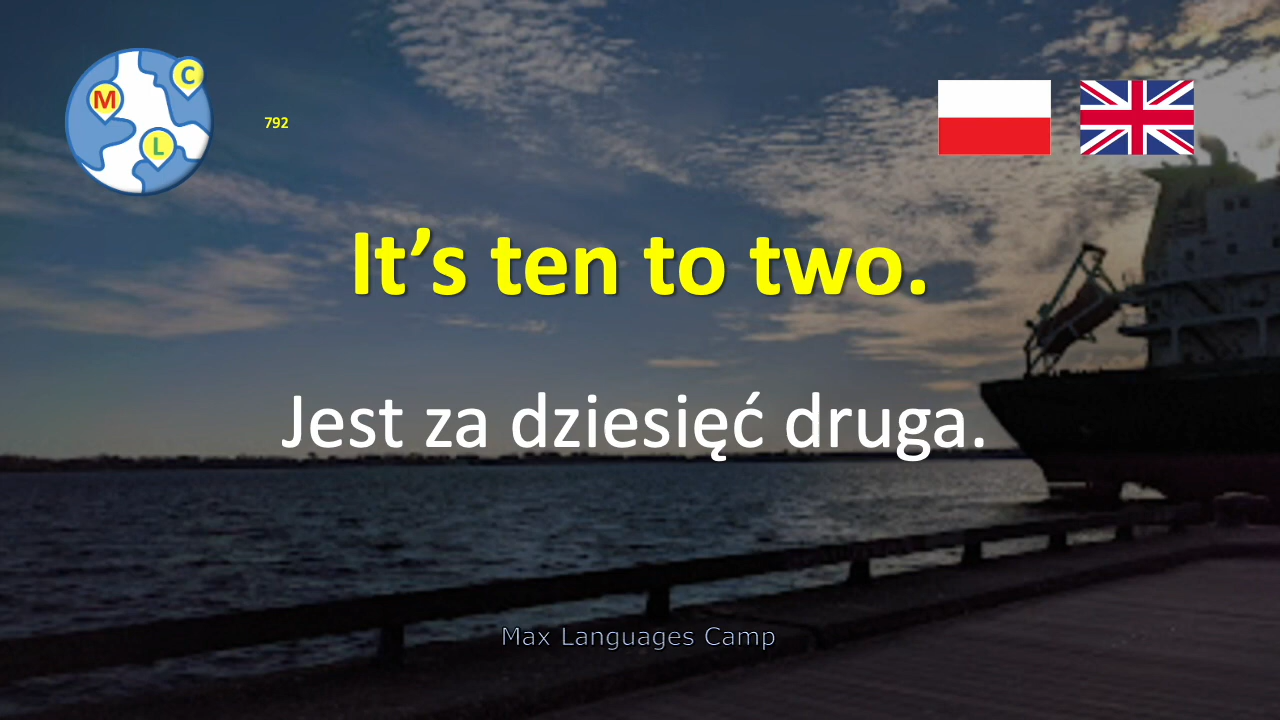 M
C
L
792
It’s ten to two.
Jest za dziesięć druga.
Max Languages Camp